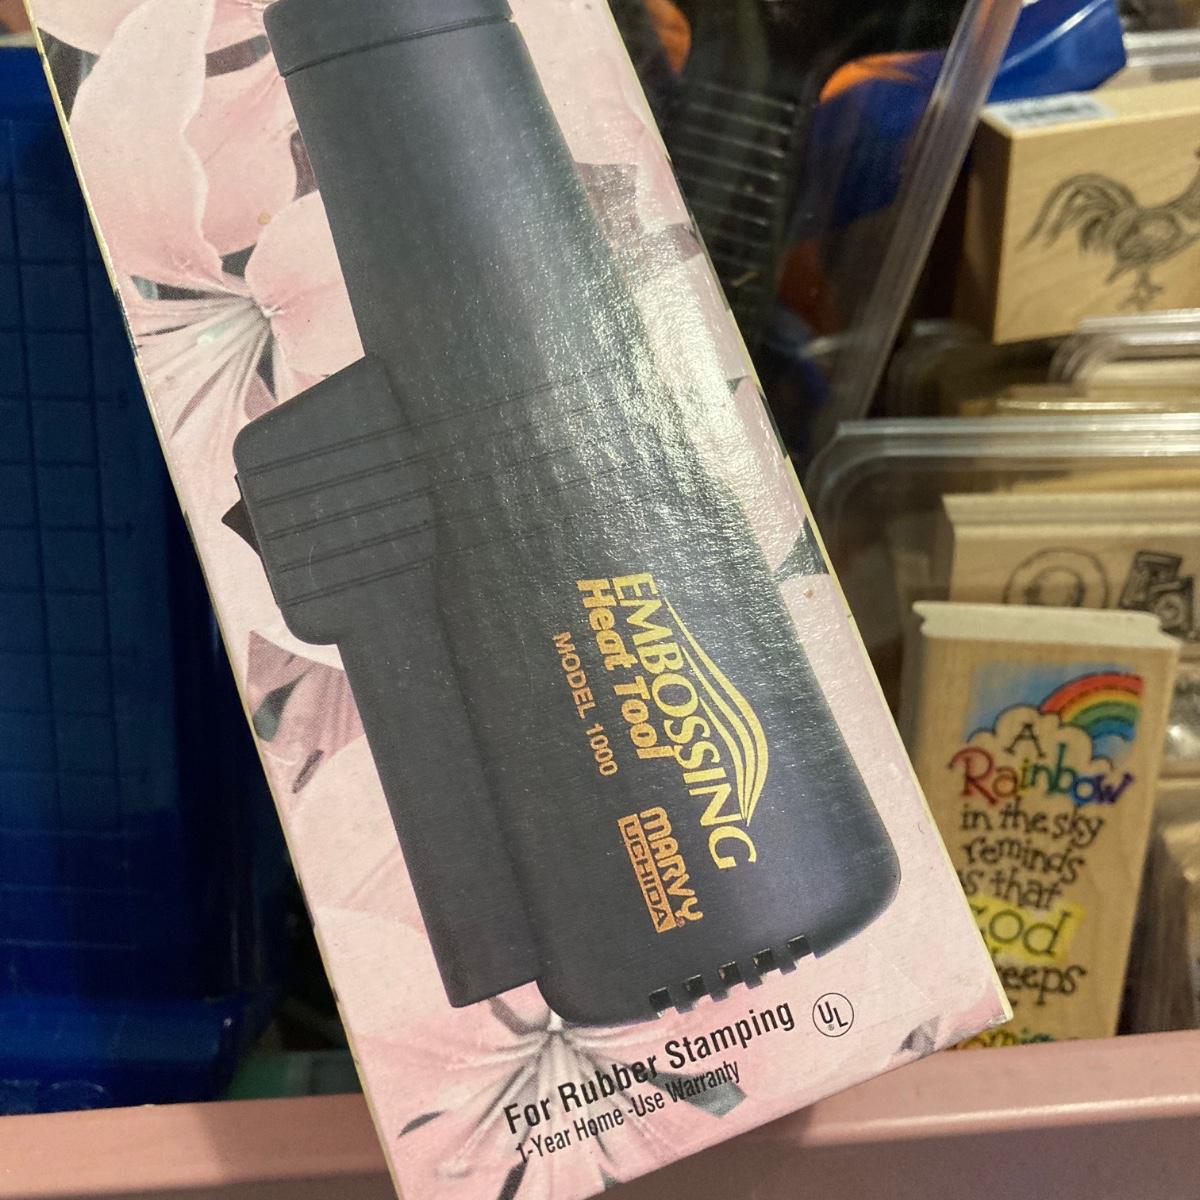 EMBOSSING
Heat Tool
MODEL 1000
MARVY®
UCHIDA
For Rubber Stamping
1-Year Home-Use Warranty
UL®
A
Rainbow
in the sky
reminds
us that
God
keeps